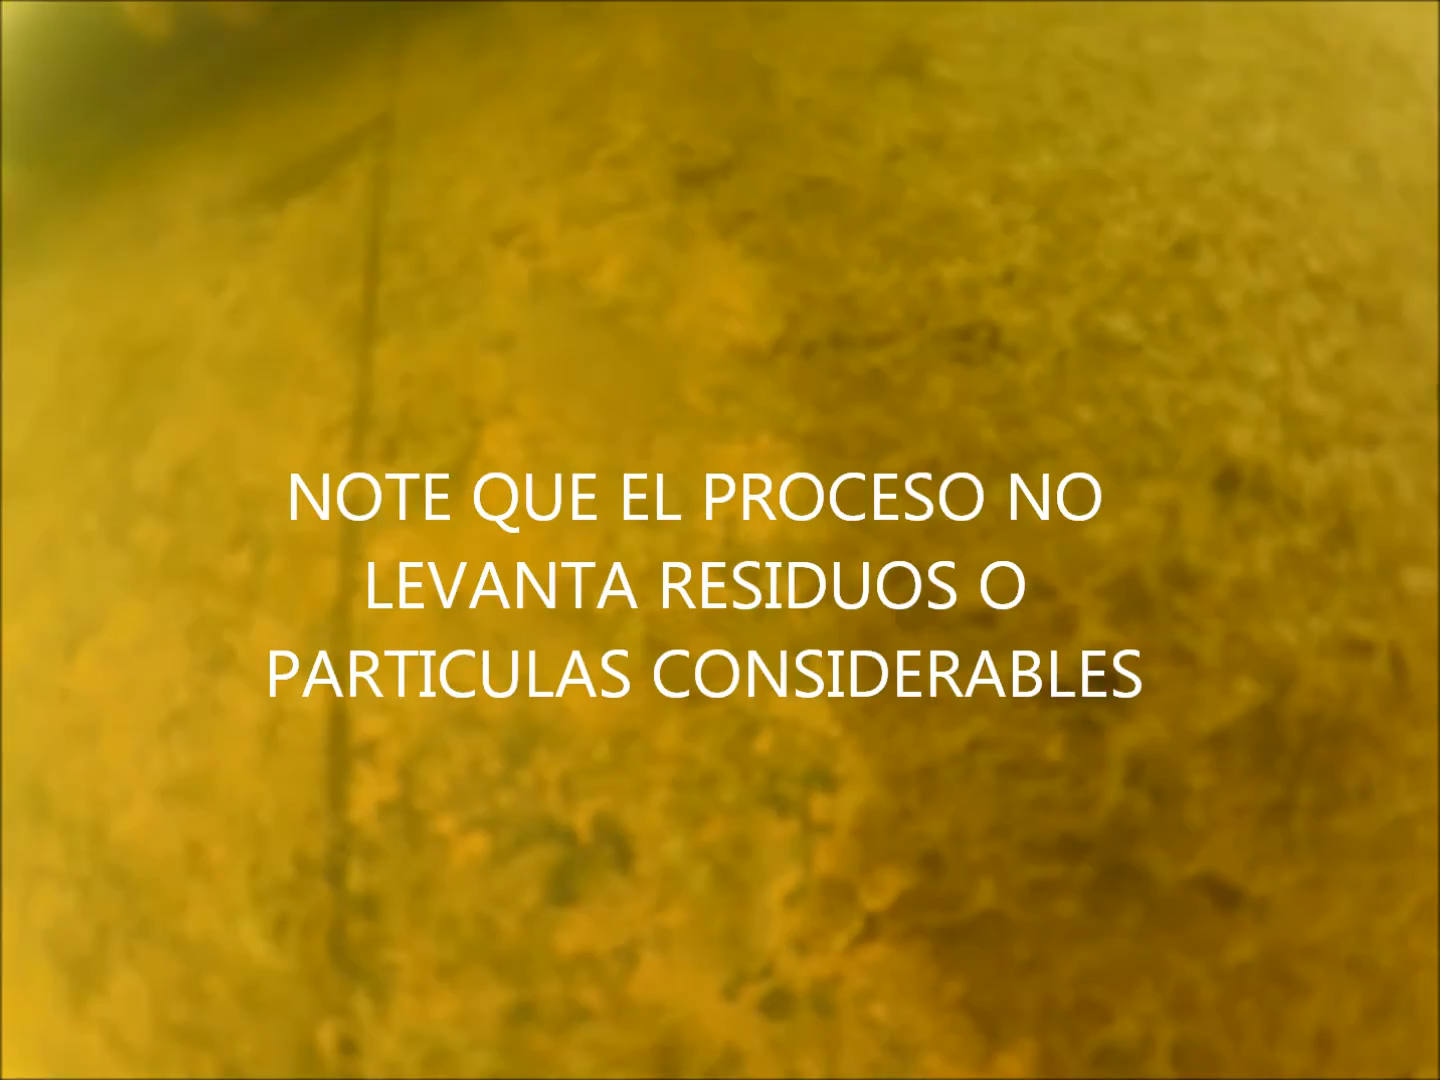 NOTE QUE EL PROCESO NO
LEVANTA RESIDUOS O
PARTICULAS CONSIDERABLES